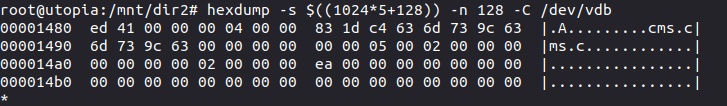 root@utopia:/mnt/dir2# hexdump -s $((1024*5+128)) -n 128 -C /dev/vdb
00001480  ed 41 00 00 00 04 00 00  83 1d c4 63 6d 73 9c 63  |.A.........cms.c|
00001490  6d 73 9c 63 00 00 00 00  00 00 05 00 02 00 00 00  |ms.c............|
000014a0  00 00 00 00 02 00 00 00  ea 00 00 00 00 00 00 00  |................|
000014b0  00 00 00 00 00 00 00 00  00 00 00 00 00 00 00 00  |................|
*